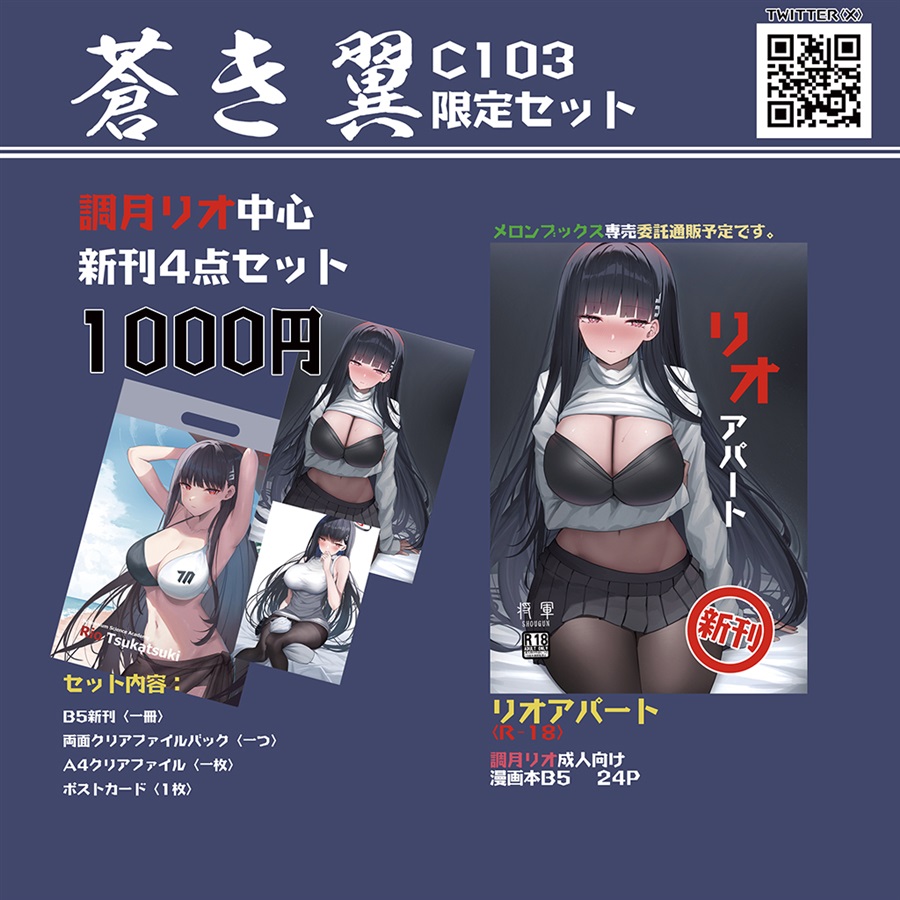 TWITTER〈X〉
蒼き翼
C103
限定セット
調月リオ中心
新刊4点セット
1000円
Rio Tsukatsuki
セット内容：
B5新刊〈一冊〉
両面クリアファイルパック〈一つ〉
A4クリアファイル〈一枚〉
ポストカード〈1枚〉
メロンブックス専売委託通販予定です。
リオ
アパート
将軍
SHOUGUN
R18
ADULT ONLY
新刊
リオアパート
〈R-18〉
調月リオ成人向け
漫画本B5 24P